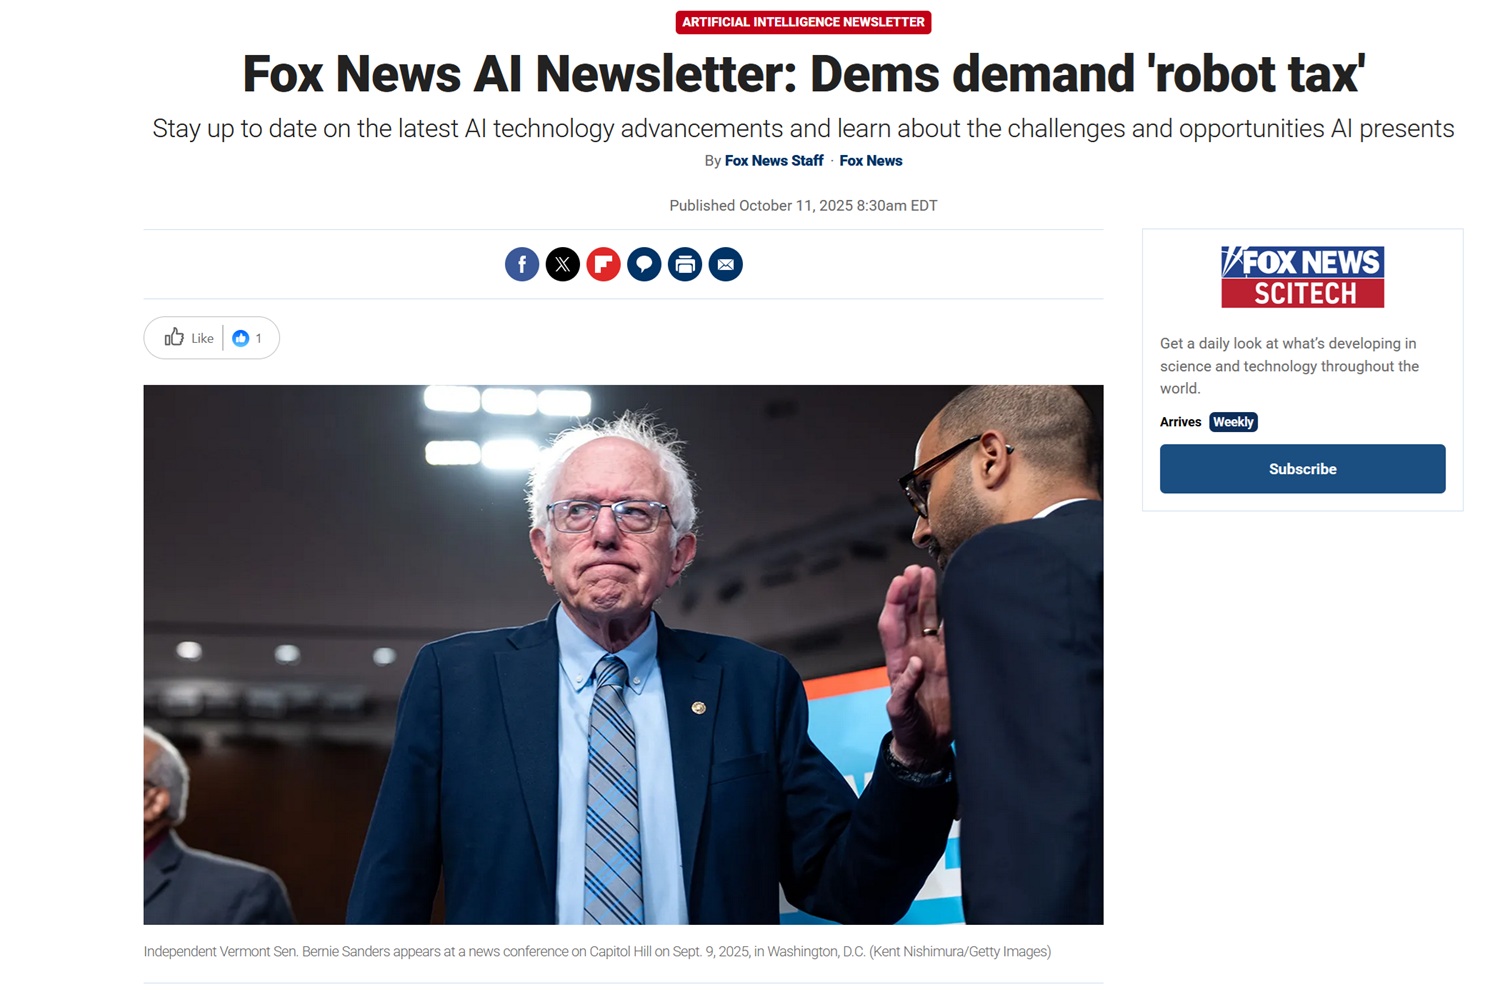 ARTIFICIAL INTELLIGENCE NEWSLETTER
Fox News AI Newsletter: Dems demand 'robot tax'
Stay up to date on the latest AI technology advancements and learn about the challenges and opportunities AI presents
By Fox News Staff · Fox News
Published October 11, 2025 8:30am EDT
Like 1
Independent Vermont Sen. Bernie Sanders appears at a news conference on Capitol Hill on Sept. 9, 2025, in Washington, D.C. (Kent Nishimura/Getty Images)
FOX NEWS
SCITECH
Get a daily look at what's developing in
science and technology throughout the
world.
Arrives Weekly
Subscribe